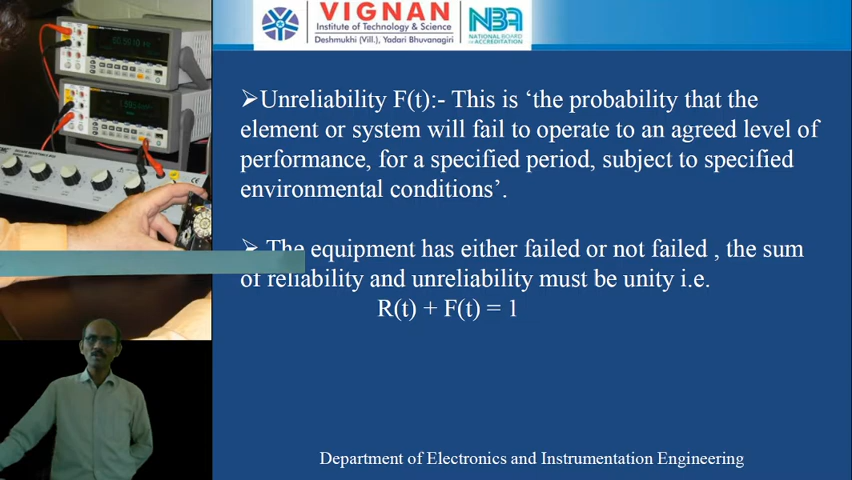 VIGNAN
Institute of Technology & Science
Deshmukhi (Vill.), Yadari Bhuvanagiri
NBA
NATIONAL BOARD
OF ACCREDITATION
➢Unreliability F(t):- This is ‘the probability that the
element or system will fail to operate to an agreed level of
performance, for a specified period, subject to specified
environmental conditions’.
➢ The equipment has either failed or not failed , the sum
of reliability and unreliability must be unity i.e.
R(t) + F(t) = 1
Department of Electronics and Instrumentation Engineering